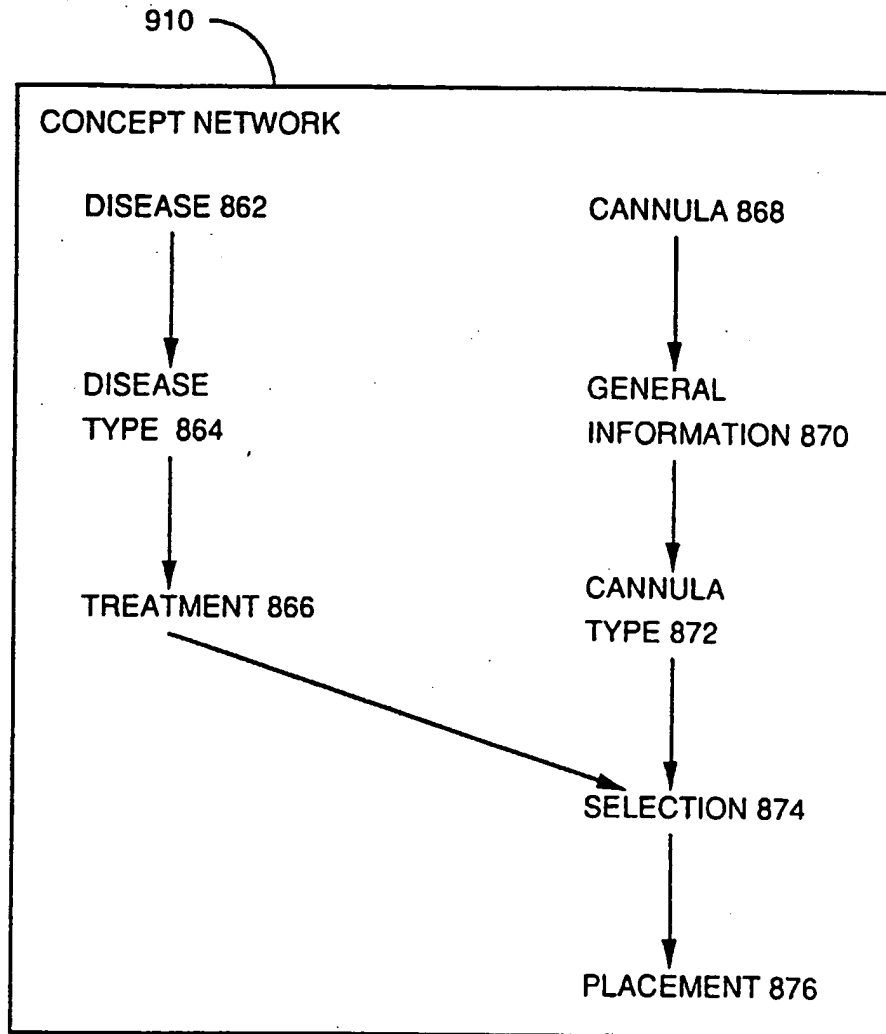 910
CONCEPT NETWORK
DISEASE 862
CANNULA 868
DISEASE
TYPE 864
GENERAL
INFORMATION 870
TREATMENT 866
CANNULA
TYPE 872
SELECTION 874
PLACEMENT 876